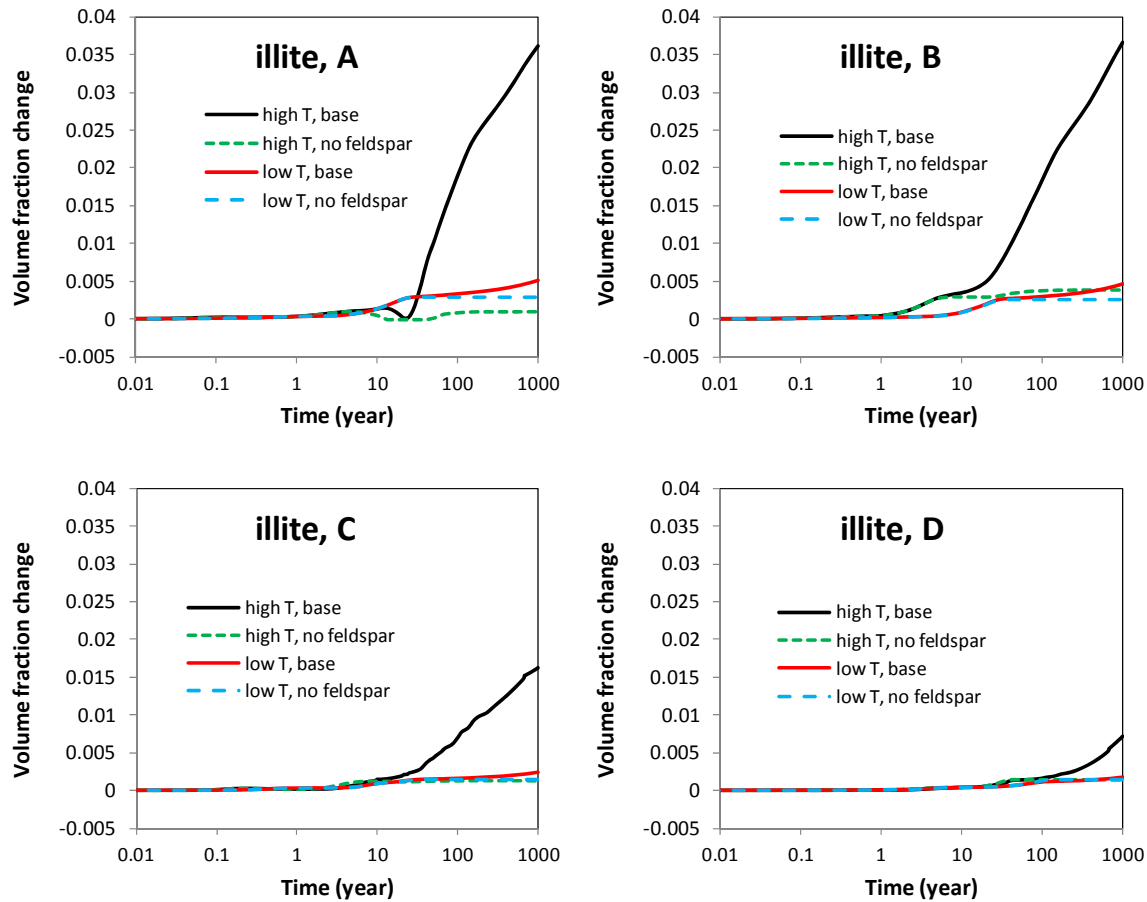 illite, A
Volume fraction change
0.04
0.035
0.03
0.025
0.02
0.015
0.01
0.005
0
-0.005
high T, base
high T, no feldspar
low T, base
low T, no feldspar
0.01
0.1
1
10
100
1000
Time (year)
illite, B
Volume fraction change
0.04
0.035
0.03
0.025
0.02
0.015
0.01
0.005
0
-0.005
high T, base
high T, no feldspar
low T, base
low T, no feldspar
0.01
0.1
1
10
100
1000
Time (year)
illite, C
Volume fraction change
0.04
0.035
0.03
0.025
0.02
0.015
0.01
0.005
0
-0.005
high T, base
high T, no feldspar
low T, base
low T, no feldspar
0.01
0.1
1
10
100
1000
Time (year)
illite, D
Volume fraction change
0.04
0.035
0.03
0.025
0.02
0.015
0.01
0.005
0
-0.005
high T, base
high T, no feldspar
low T, base
low T, no feldspar
0.01
0.1
1
10
100
1000
Time (year)